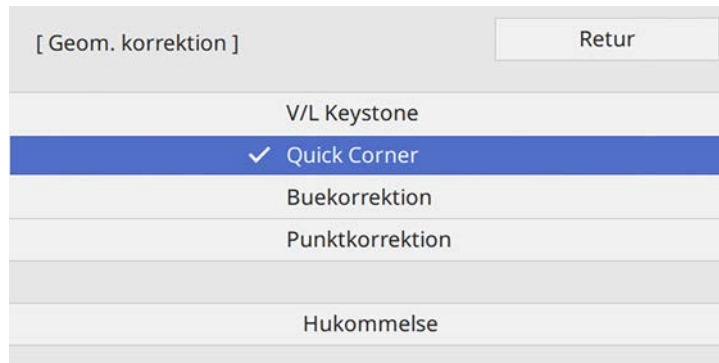 [ Geom. korrektion ]
Retur
V/L Keystone
Quick Corner
Buekorrektion
Punktkorrektion
Hukommelse